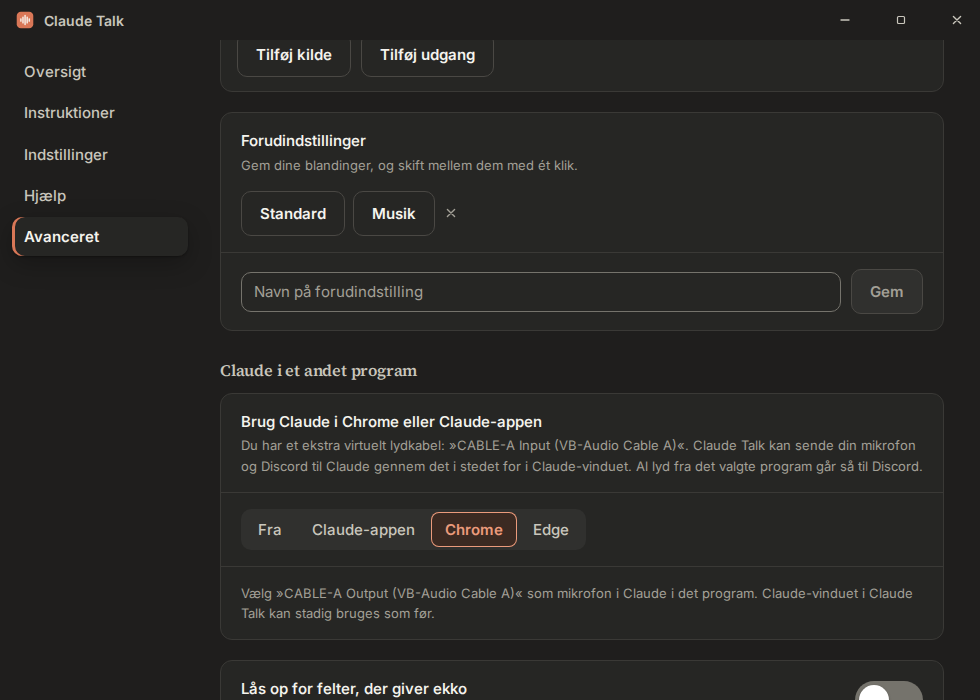 Claude Talk
Oversigt
Instruktioner
Indstillinger
Hjælp
Avanceret
Tilføj kilde
Tilføj udgang
Forudindstillinger
Gem dine blandinger, og skift mellem dem med ét klik.
Standard
Musik
Navn på forudindstilling
Gem
Claude i et andet program
Brug Claude i Chrome eller Claude-appen
Du har et ekstra virtuelt lydkabel: »CABLE-A Input (VB-Audio Cable A)«. Claude Talk kan sende din mikrofon
og Discord til Claude gennem det i stedet for i Claude-vinduet. Al lyd fra det valgte program går så til Discord.
Fra
Claude-appen
Chrome
Edge
Vælg »CABLE-A Output (VB-Audio Cable A)« som mikrofon i Claude i det program. Claude-vinduet i Claude
Talk kan stadig bruges som før.
Lås op for felter, der giver ekko